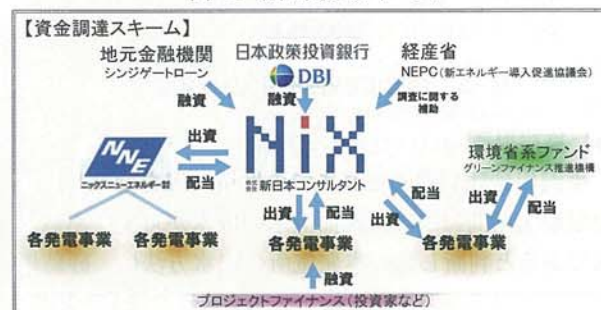 【資金調達スキーム】
地元金融機関
シンジゲートローン
日本政策投資銀行
DBJ
経産省
NEPC(新エネルギー導入促進協議会)
融資
融資
調査に関する
補助
NiX
株式会社 新日本コンサルタント
NNE
ニックスニューエネルギー株式会社
出資
配当
環境省系ファンド
グリーンファイナンス推進機構
出資
配当
配当
出資
出資
配当
各発電事業
各発電事業
各発電事業
各発電事業
融資
プロジェクトファイナンス(投資家など)